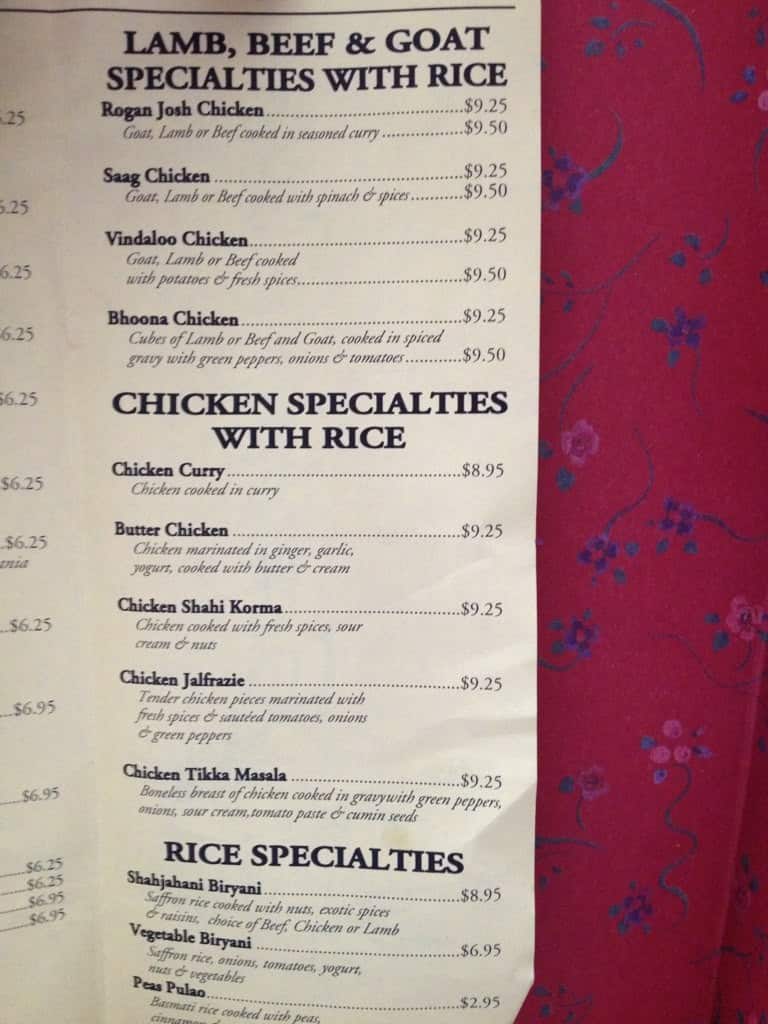 .25
5.25
6.25
6.25
$6.25
$6.25
..$6.25
ania
...$6.25
....$6.95
.....$6.95
.....$6.25
.....$6.25
.....$6.95
.....$6.95
LAMB, BEEF & GOAT
SPECIALTIES WITH RICE
Rogan Josh Chicken..........$9.25
Goat, Lamb or Beef cooked in seasoned curry..........$9.50
Saag Chicken..........$9.25
Goat, Lamb or Beef cooked with spinach & spices..........$9.50
Vindaloo Chicken..........$9.25
Goat, Lamb or Beef cooked
with potatoes & fresh spices..........$9.50
Bhoona Chicken..........$9.25
Cubes of Lamb or Beef and Goat, cooked in spiced
gravy with green peppers, onions & tomatoes..........$9.50
CHICKEN SPECIALTIES
WITH RICE
Chicken Curry..........$8.95
Chicken cooked in curry
Butter Chicken..........$9.25
Chicken marinated in ginger, garlic,
yogurt, cooked with butter & cream
Chicken Shahi Korma..........$9.25
Chicken cooked with fresh spices, sour
cream & nuts
Chicken Jalfrazie..........$9.25
Tender chicken pieces marinated with
fresh spices & sautéed tomatoes, onions
& green peppers
Chicken Tikka Masala..........$9.25
Boneless breast of chicken cooked in gravywith green peppers,
onions, sour cream,tomato paste & cumin seeds
RICE SPECIALTIES
Shahjahani Biryani..........$8.95
Saffron rice cooked with nuts, exotic spices
& raisins, choice of Beef, Chicken or Lamb
Vegetable Biryani..........$6.95
Saffron rice, onions, tomatoes, yogurt,
nuts & vegetables
Peas Pulao..........$2.95
Basmati rice cooked with peas,